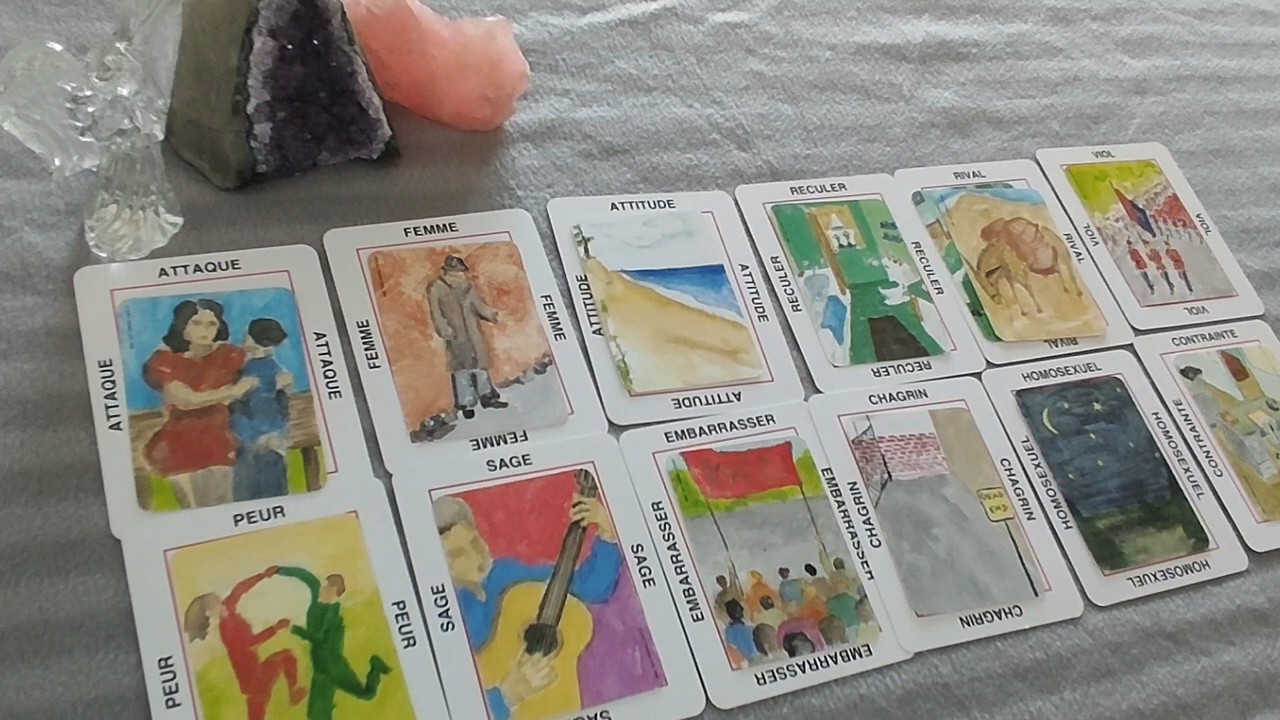 ATTAQUE
ATTAQUE
ATTAQUE
FEMME
FEMME
FEMME
FEMME
ATTITUDE
ATTITUDE
ATTITUDE
ATTITUDE
RECULER
RECULER
RECULER
RECULER
RIVAL
RIVAL
RIVAL
VIOL
VIOL
VIOL
VIOL
PEUR
PEUR
PEUR
SAGE
SAGE
SAGE
SAGE
EMBARRASSER
EMBARRASSER
EMBARRASSER
EMBARRASSER
CHAGRIN
CHAGRIN
CHAGRIN
CHAGRIN
DEAD
END
HOMOSEXUEL
HOMOSEXUEL
HOMOSEXUEL
HOMOSEXUEL
CONTRAINTE
CONTRAINTE